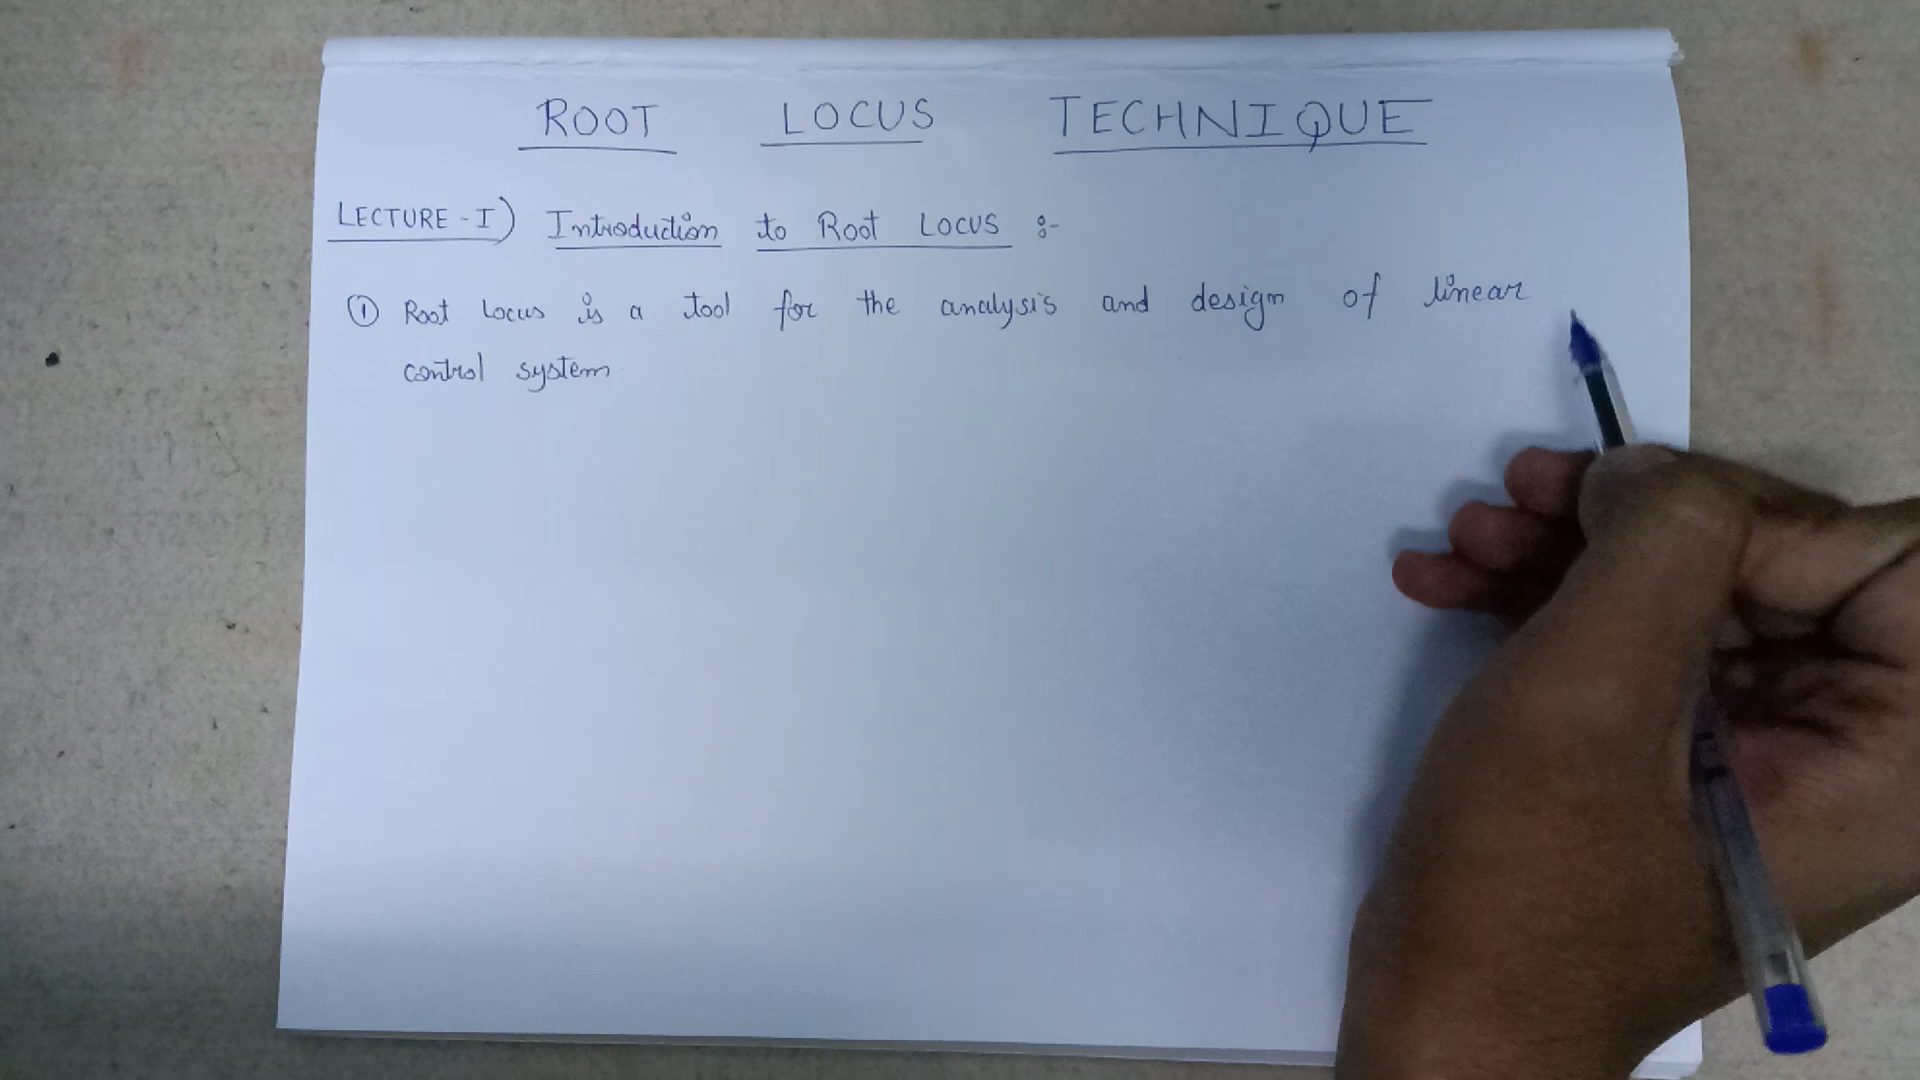 ROOT LOCUS TECHNIQUE
LECTURE - I) Introduction to Root LOCUS :-
① Root Locus is a tool for the analysis and design of linear
control system